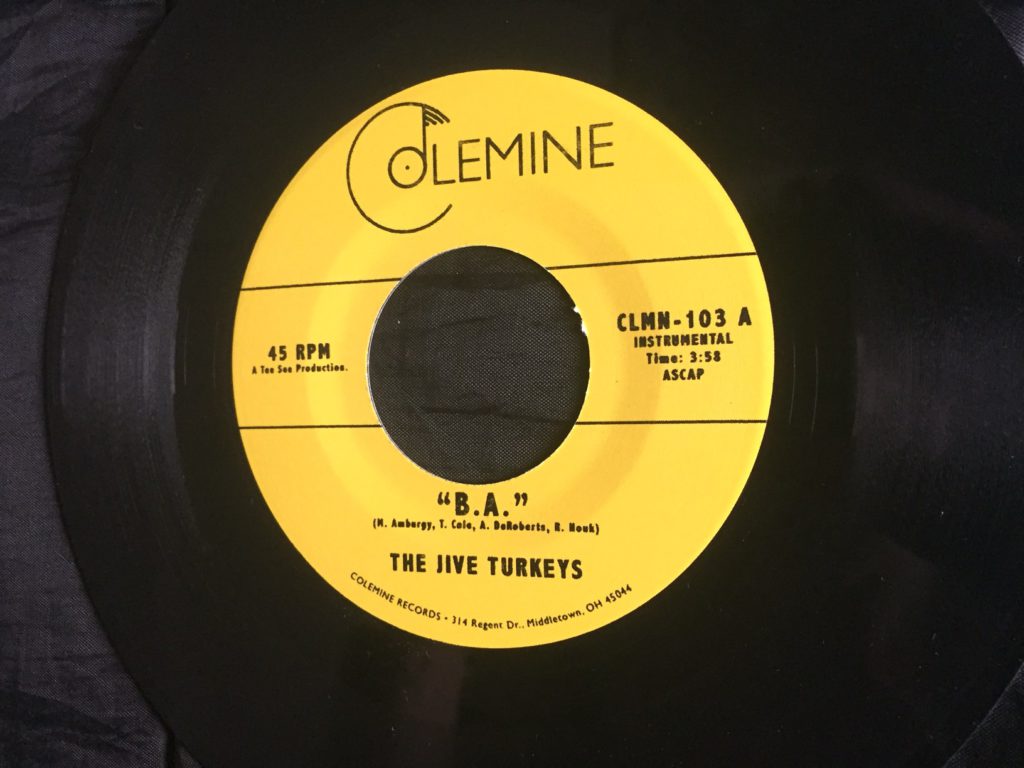 COLEMINE
45 RPM
A Tee See Production.
CLMN-103 A
INSTRUMENTAL
Time: 3:58
ASCAP
“B.A.”
(M. Ambargy, T. Cole, A. DeRoberts, R. Houk)
THE JIVE TURKEYS
COLEMINE RECORDS • 314 Regent Dr., Middletown, OH 45044